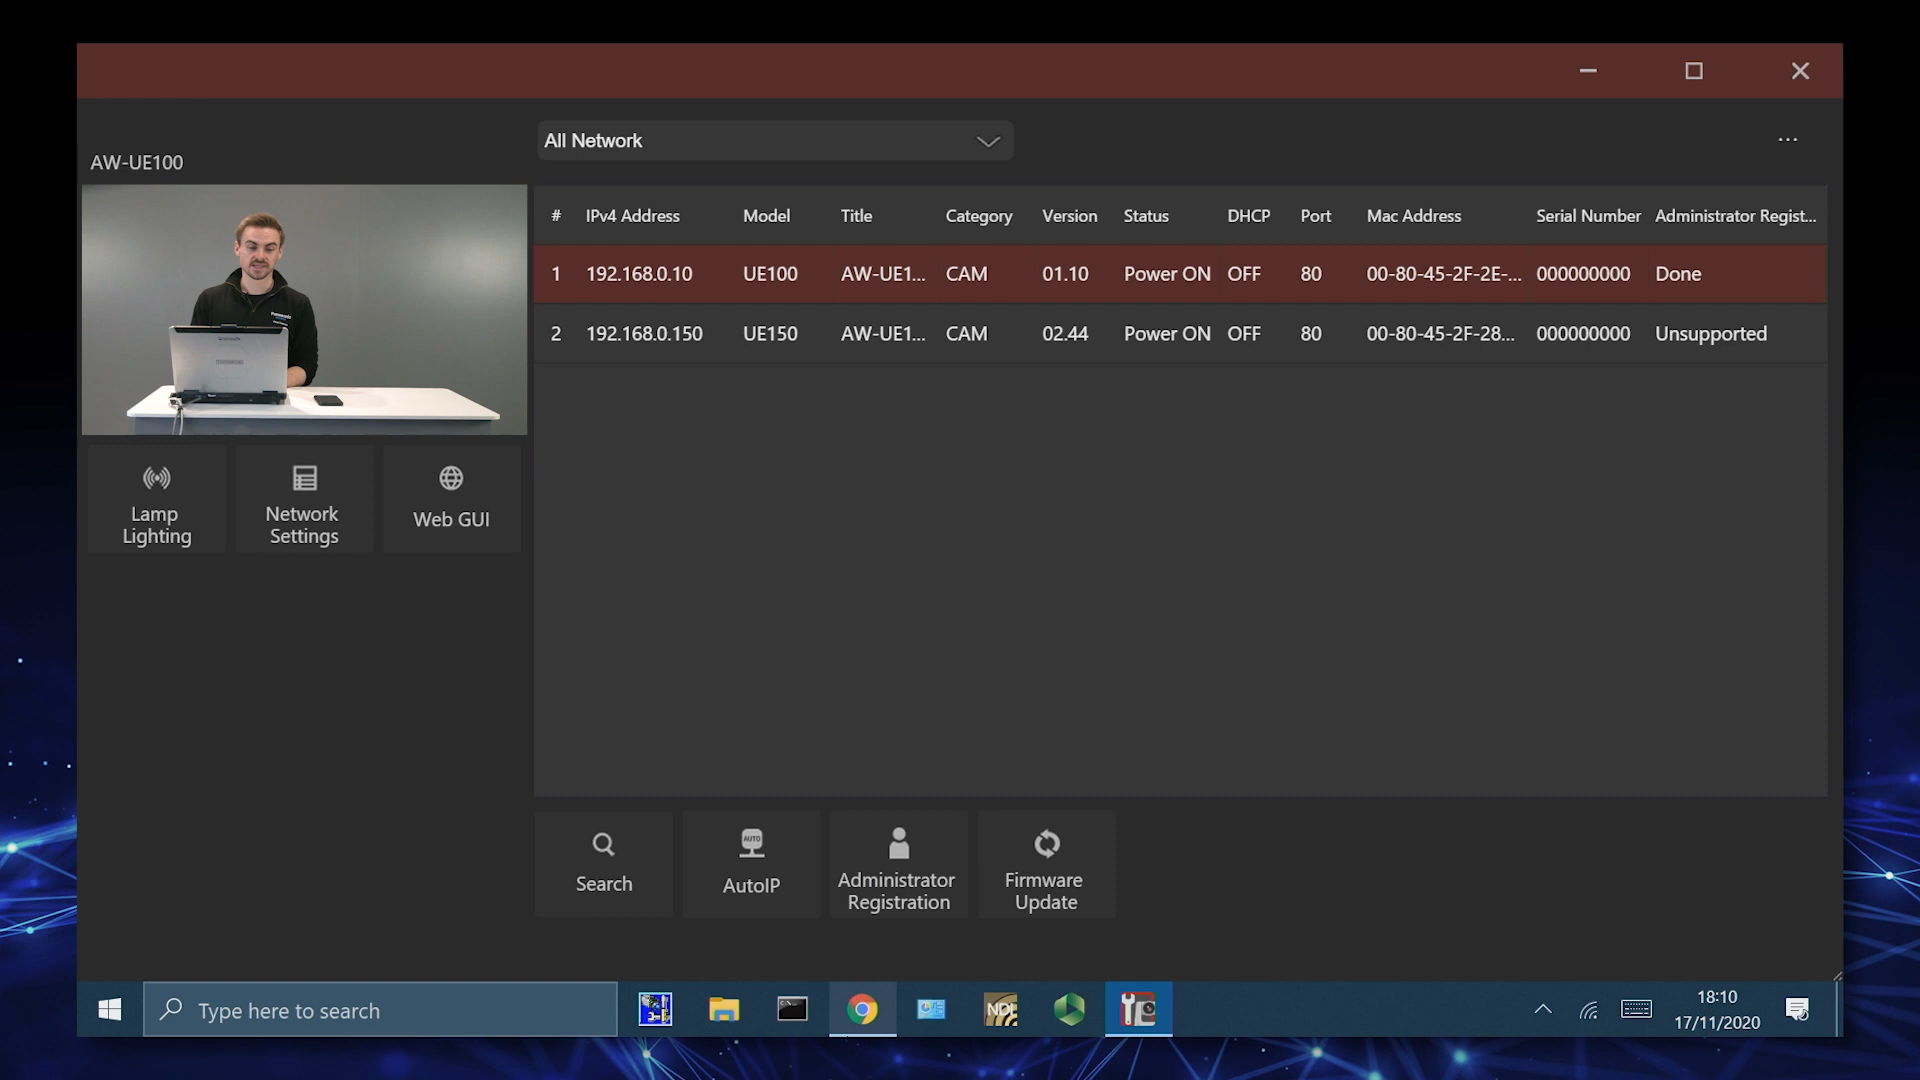 All Network
...
AW-UE100
# IPv4 Address Model Title Category Version Status DHCP Port Mac Address Serial Number Administrator Regist...
1 192.168.0.10 UE100 AW-UE1... CAM 01.10 Power ON OFF 80 00-80-45-2F-2E-... 000000000 Done
2 192.168.0.150 UE150 AW-UE1... CAM 02.44 Power ON OFF 80 00-80-45-2F-28... 000000000 Unsupported
Lamp
Lighting
Network
Settings
Web GUI
Search
AUTO
AutoIP
Administrator
Registration
Firmware
Update
Type here to search
NDI
18:10
17/11/2020